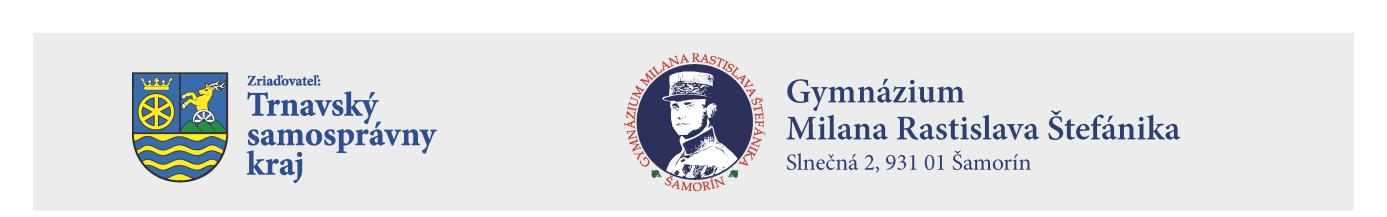 Zriaďovateľ:
Trnavský
samosprávny
kraj
GYMNÁZIUM MILANA RASTISLAVA ŠTEFÁNIKA
ŠAMORÍN
Gymnázium
Milana Rastislava Štefánika
Slnečná 2, 931 01 Šamorín